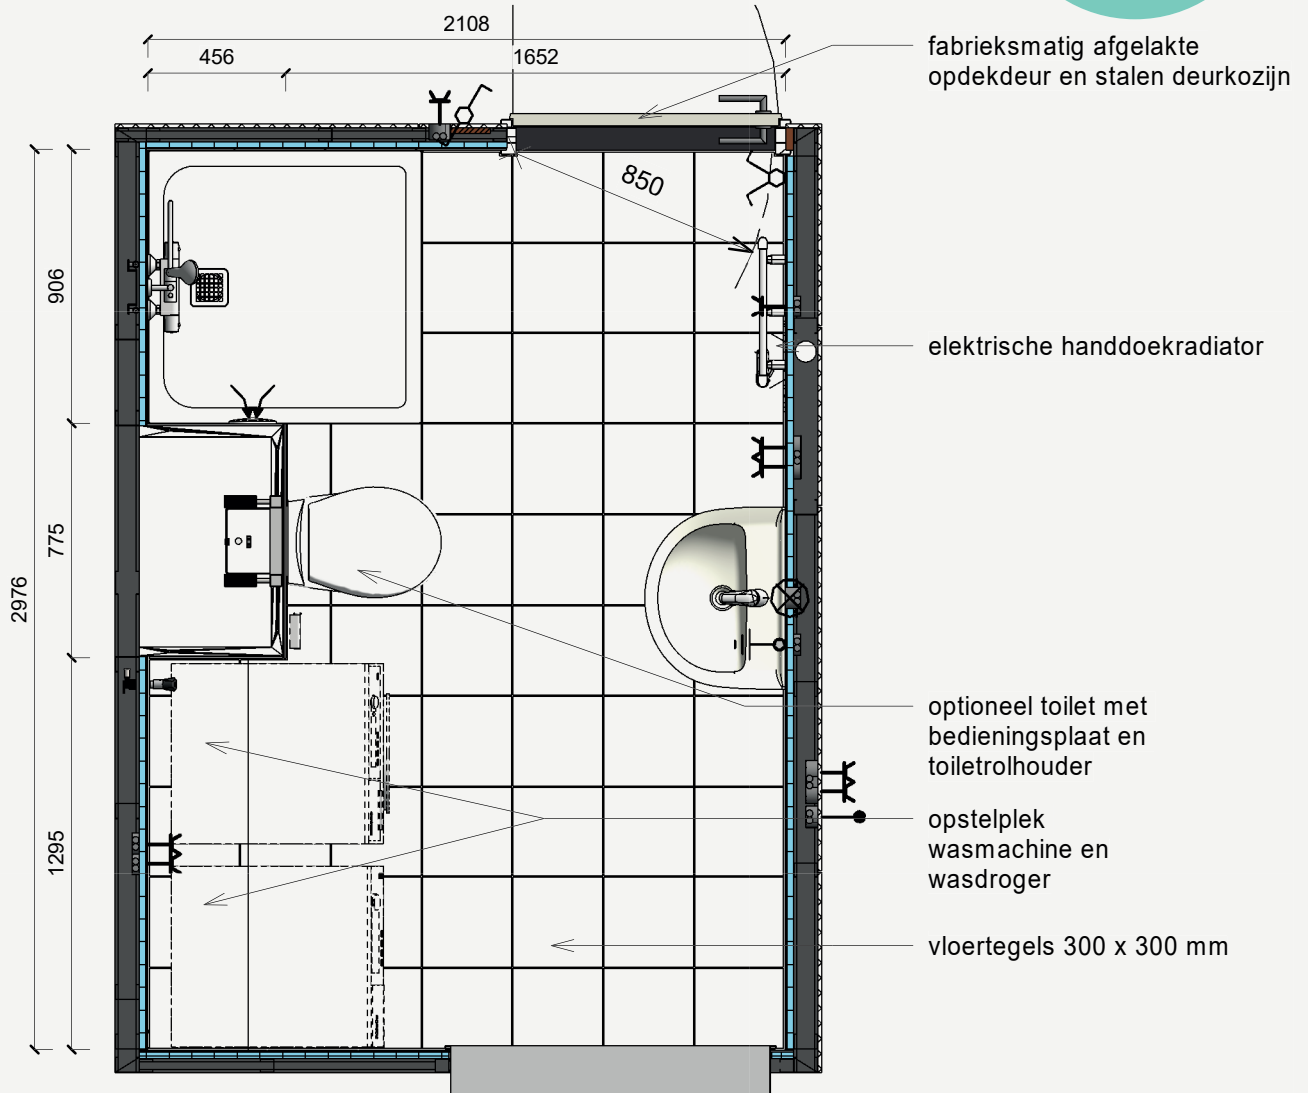 2108
456
1652
fabrieksmatig afgelakte
opdekdeur en stalen deurkozijn
850
906
elektrische handdoekradiator
775
2976
optioneel toilet met
bedieningsplaat en
toiletrolhouder
opstelplek
wasmachine en
wasdroger
1295
vloertegels 300 x 300 mm